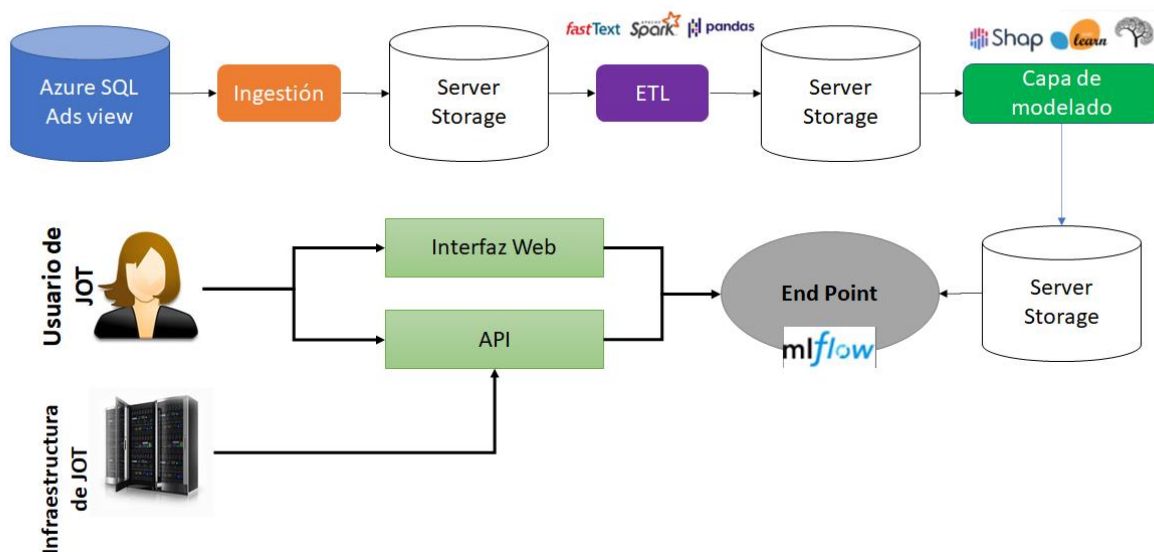 fastText APACHE Spark pandas
Shap learn
Azure SQL
Ads view
Ingestión
Server
Storage
ETL
Server
Storage
Capa de
modelado
Usuario de
JOT
Interfaz Web
API
End Point
mlflow
Server
Storage
Infraestructura
de JOT